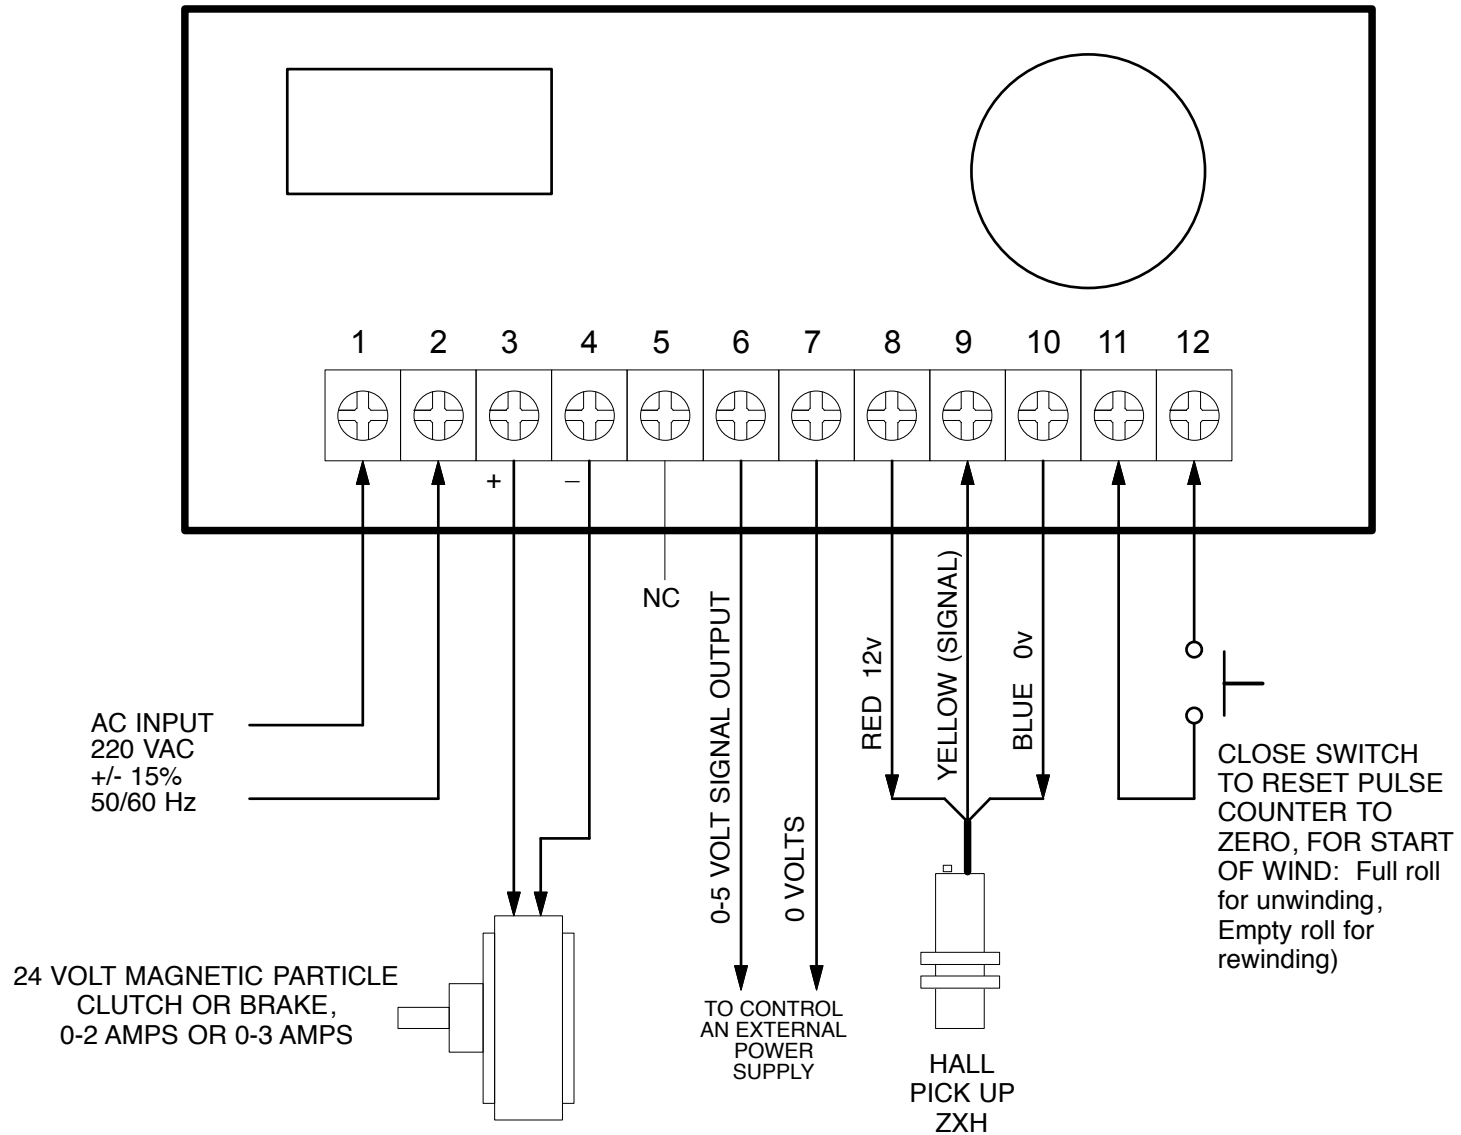 1 2 3 4 5 6 7 8 9 10 11 12
+ –
NC
0-5 VOLT SIGNAL OUTPUT
0 VOLTS
RED 12v
YELLOW (SIGNAL)
BLUE 0v
AC INPUT
220 VAC
+/- 15%
50/60 Hz
CLOSE SWITCH
TO RESET PULSE
COUNTER TO
ZERO, FOR START
OF WIND: Full roll
for unwinding,
Empty roll for
rewinding)
24 VOLT MAGNETIC PARTICLE
CLUTCH OR BRAKE,
0-2 AMPS OR 0-3 AMPS
TO CONTROL
AN EXTERNAL
POWER
SUPPLY
HALL
PICK UP
ZXH